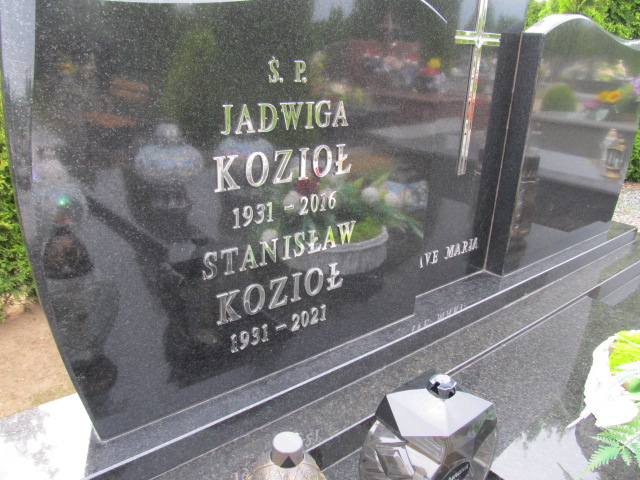 Ś. P.
JADWIGA
KOZIOŁ
1931 - 2016
STANISŁAW
KOZIOŁ
1931 - 2021
AVE MARIA